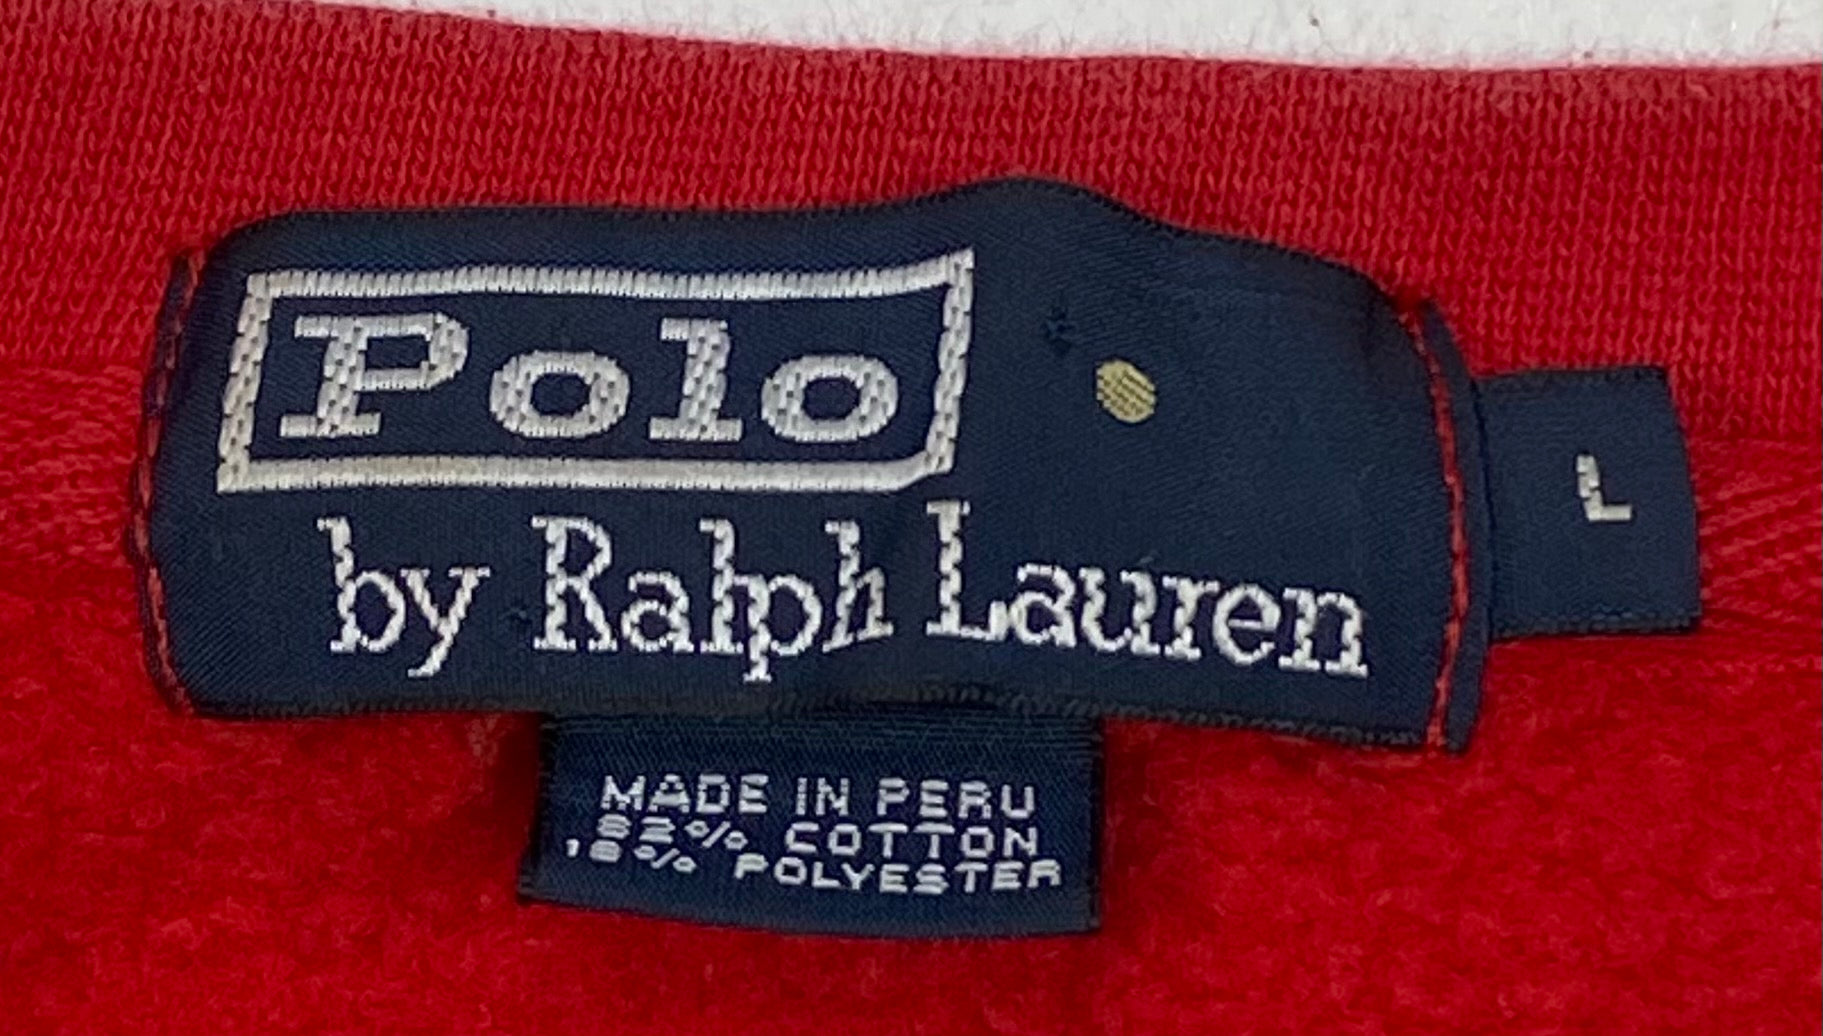 Polo
by Ralph Lauren
L
MADE IN PERU
82% COTTON
18% POLYESTER